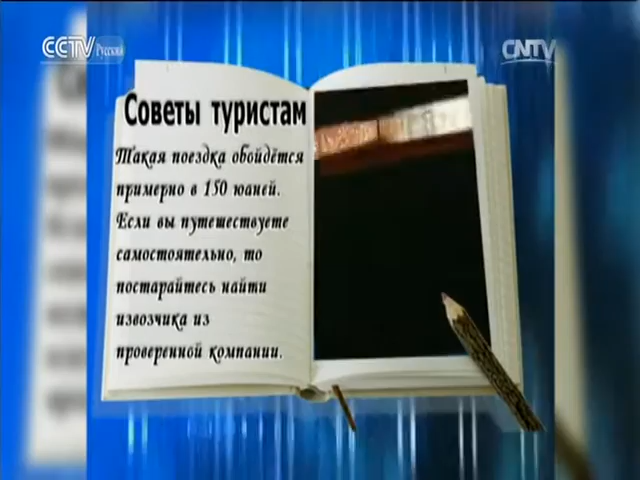 CCTV Русский
CNTV
Советы туристам
Такая поездка обойдётся
примерно в 150 юаней.
Если вы путешествуете
самостоятельно, то
постарайтесь найти
извозчика из
проверенной компании.